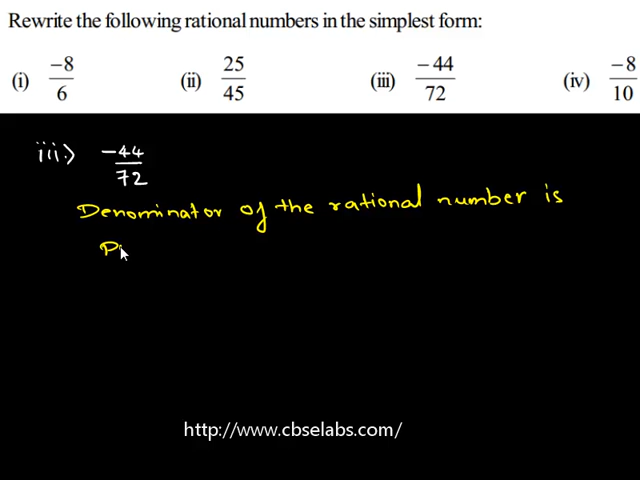 Rewrite the following rational numbers in the simplest form:
(i) -8/6 (ii) 25/45 (iii) -44/72 (iv) -8/10
iii.> -44/72
Denominator of the rational number is
P
http://www.cbselabs.com/